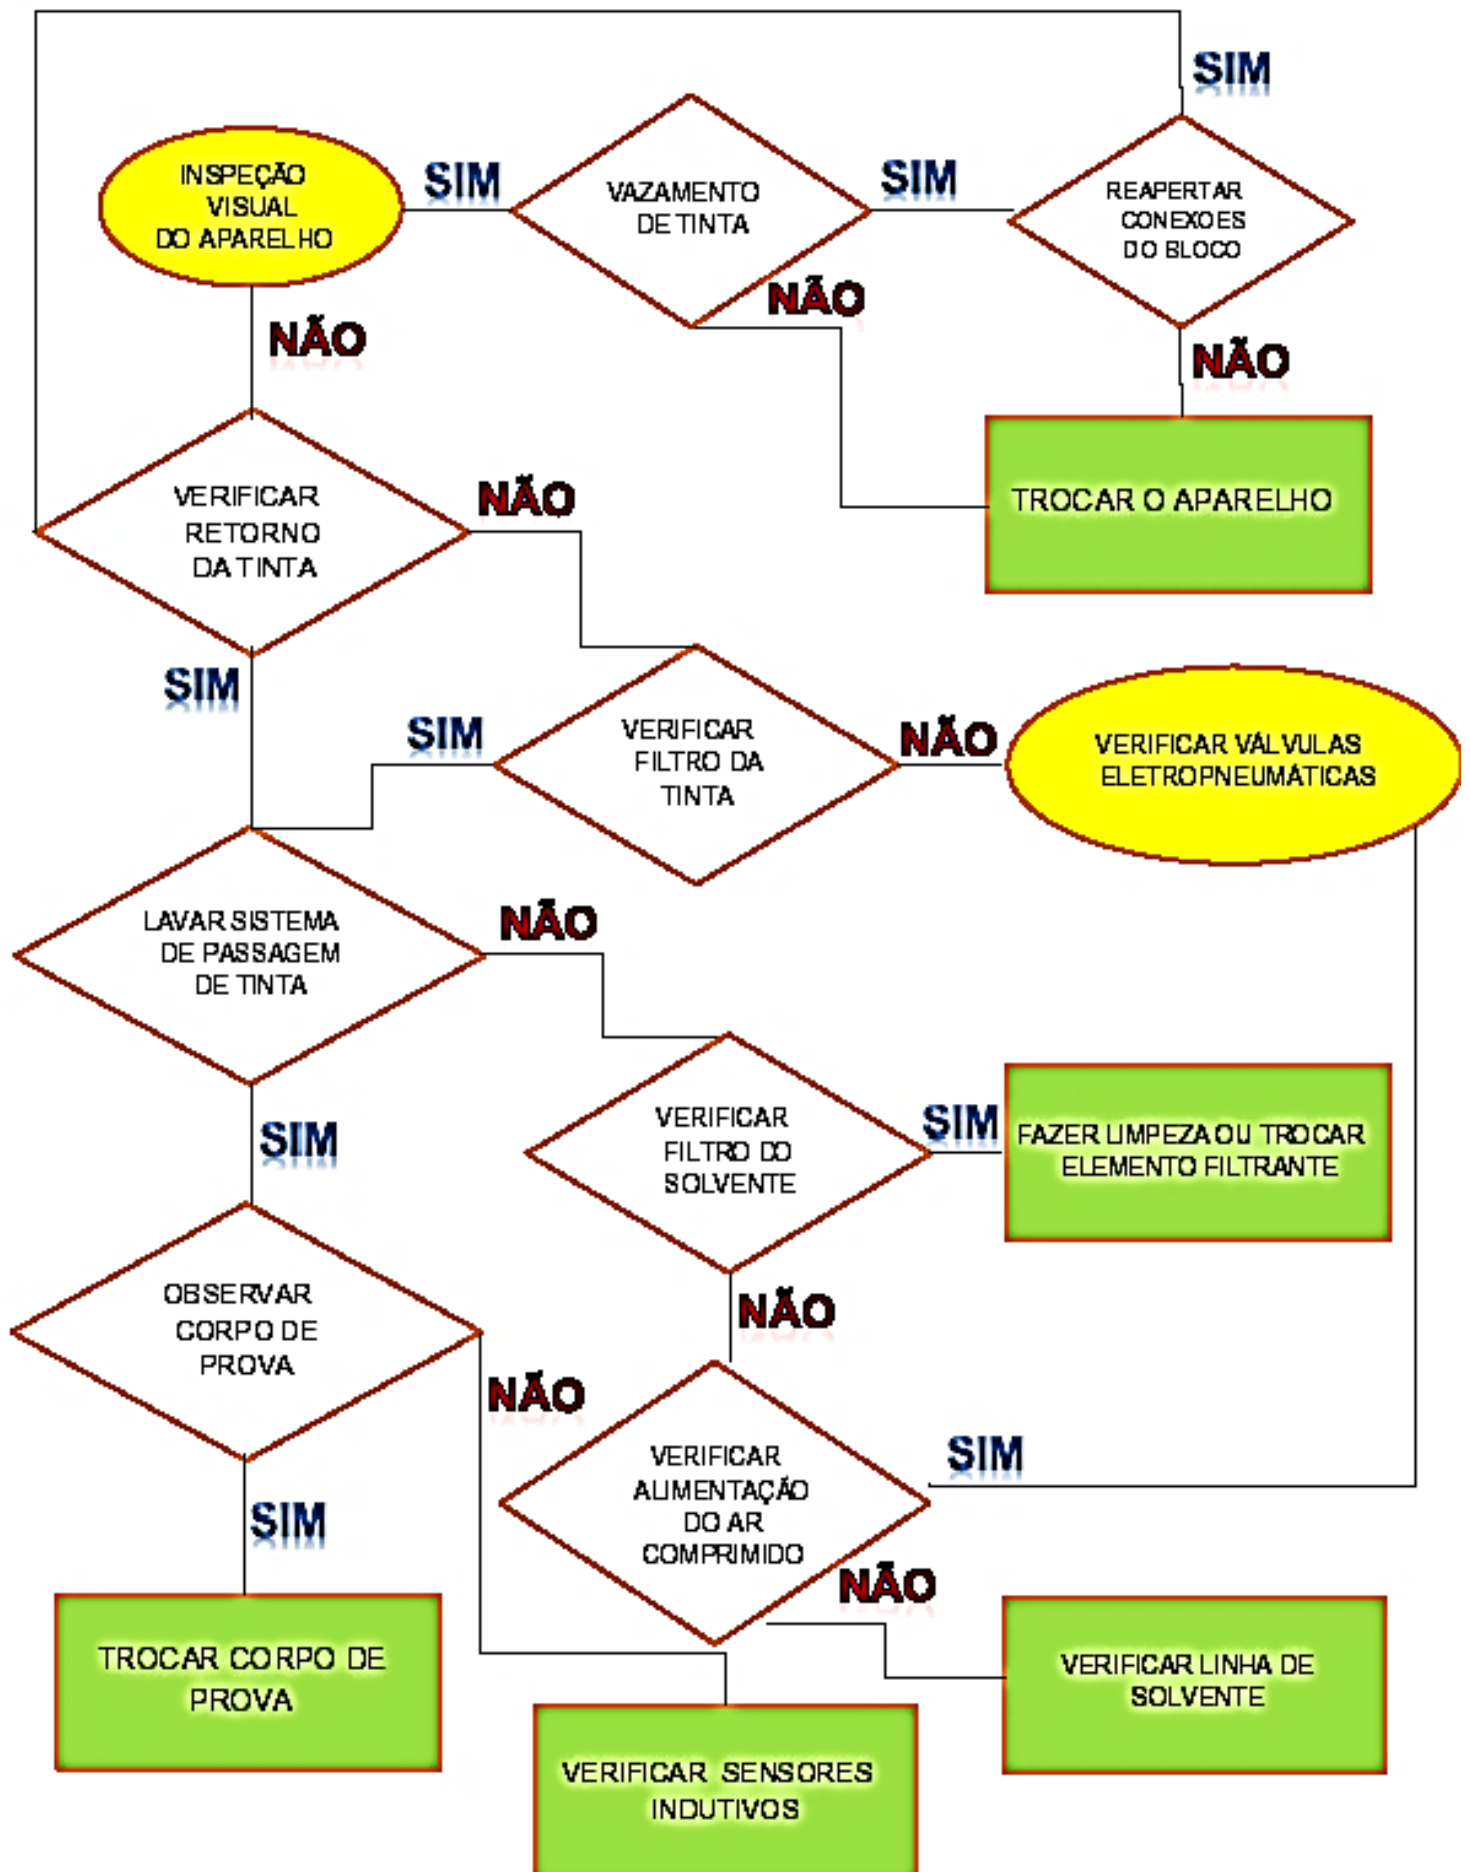 SIM
INSPEÇÃO
VISUAL
DO APARELHO
SIM
VAZAMENTO
DE TINTA
SIM
REAPERTAR
CONEXOES
DO BLOCO
NÃO
NÃO
NÃO
VERIFICAR
RETORNO
DA TINTA
NÃO
TROCAR O APARELHO
SIM
SIM
VERIFICAR
FILTRO DA
TINTA
NÃO
VERIFICAR VÁLVULAS
ELETROPNEUMÁTICAS
LAVAR SISTEMA
DE PASSAGEM
DE TINTA
NÃO
SIM
VERIFICAR
FILTRO DO
SOLVENTE
SIM
FAZER LIMPEZA OU TROCAR
ELEMENTO FILTRANTE
OBSERVAR
CORPO DE
PROVA
NÃO
NÃO
VERIFICAR
ALIMENTAÇÃO
DO AR
COMPRIMIDO
SIM
SIM
NÃO
TROCAR CORPO DE
PROVA
VERIFICAR LINHA DE
SOLVENTE
VERIFICAR SENSORES
INDUTIVOS